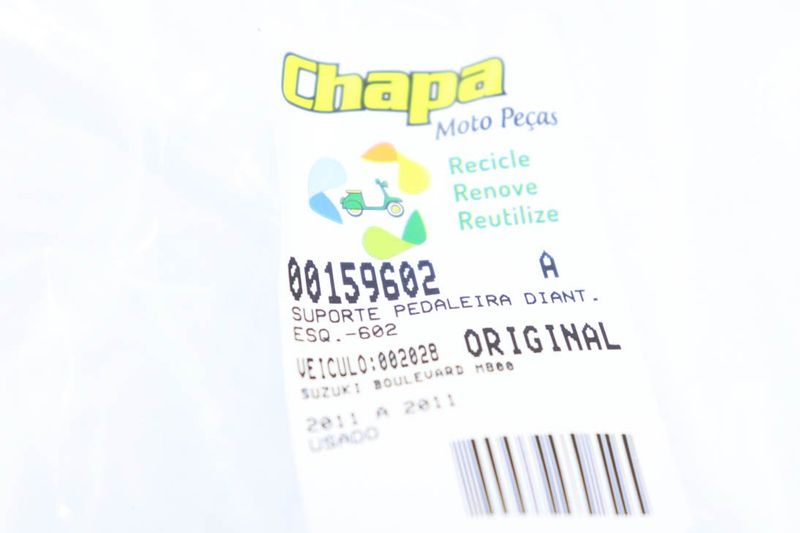 Chapa
Moto Peças
Recicle
Renove
Reutilize
00159602 A
SUPORTE PEDALEIRA DIANT.
ESQ.-602
VEICULO:002028 ORIGINAL
SUZUKI BOULEVARD M800
2011 A 2011
USADO